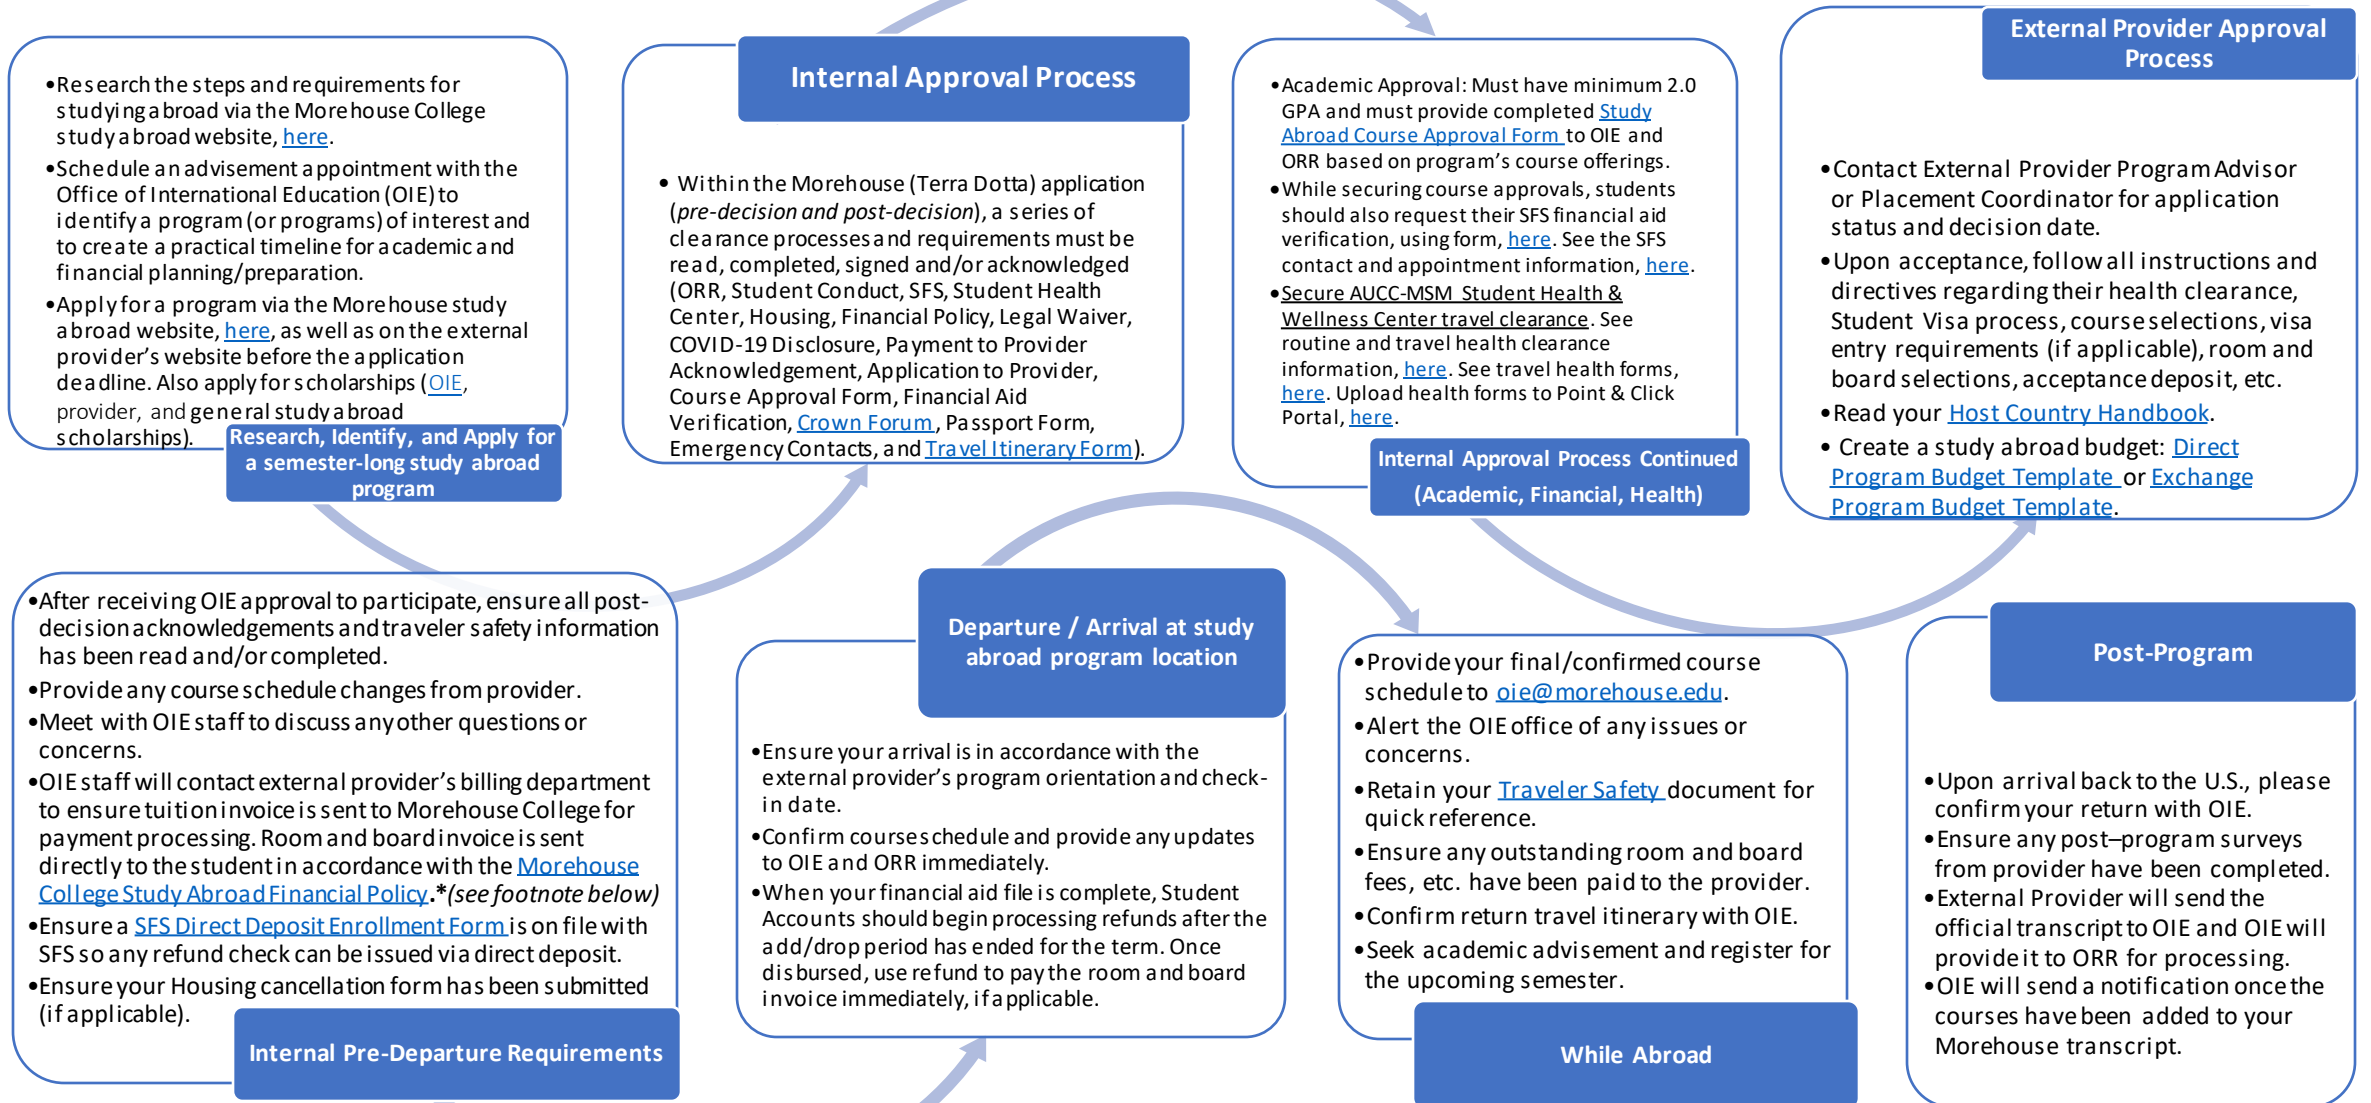 •Research the steps and requirements for
studying abroad via the Morehouse College
study abroad website, here.
•Schedule an advisement appointment with the
Office of International Education (OIE) to
identify a program (or programs) of interest and
to create a practical timeline for academic and
financial planning/preparation.
•Apply for a program via the Morehouse study
abroad website, here, as well as on the external
provider's website before the application
deadline. Also apply for scholarships (OIE,
provider, and general study abroad
scholarships).
Research, Identify, and Apply for
a semester-long study abroad
program
Internal Approval Process
• Within the Morehouse (Terra Dotta) application
(pre-decision and post-decision), a series of
clearance processes and requirements must be
read, completed, signed and/or acknowledged
(ORR, Student Conduct, SFS, Student Health
Center, Housing, Financial Policy, Legal Waiver,
COVID-19 Disclosure, Payment to Provider
Acknowledgement, Application to Provider,
Course Approval Form, Financial Aid
Verification, Crown Forum, Passport Form,
Emergency Contacts, and Travel Itinerary Form).
•Academic Approval: Must have minimum 2.0
GPA and must provide completed Study
Abroad Course Approval Form to OIE and
ORR based on program's course offerings.
•While securing course approvals, students
should also request their SFS financial aid
verification, using form, here. See the SFS
contact and appointment information, here.
•Secure AUCC-MSM Student Health &
Wellness Center travel clearance. See
routine and travel health clearance
information, here. See travel health forms,
here. Upload health forms to Point & Click
Portal, here.
Internal Approval Process Continued
(Academic, Financial, Health)
External Provider Approval
Process
•Contact External Provider Program Advisor
or Placement Coordinator for application
status and decision date.
•Upon acceptance, follow all instructions and
directives regarding their health clearance,
Student Visa process, course selections, visa
entry requirements (if applicable), room and
board selections, acceptance deposit, etc.
•Read your Host Country Handbook.
• Create a study abroad budget: Direct
Program Budget Template or Exchange
Program Budget Template.
•After receiving OIE approval to participate, ensure all post-
decision acknowledgements and traveler safety information
has been read and/or completed.
•Provide any course schedule changes from provider.
•Meet with OIE staff to discuss any other questions or
concerns.
•OIE staff will contact external provider's billing department
to ensure tuition invoice is sent to Morehouse College for
payment processing. Room and board invoice is sent
directly to the student in accordance with the Morehouse
College Study Abroad Financial Policy.*(see footnote below)
•Ensure a SFS Direct Deposit Enrollment Form is on file with
SFS so any refund check can be issued via direct deposit.
•Ensure your Housing cancellation form has been submitted
(if applicable).
Internal Pre-Departure Requirements
Departure / Arrival at study
abroad program location
•Ensure your arrival is in accordance with the
external provider's program orientation and check-
in date.
•Confirm course schedule and provide any updates
to OIE and ORR immediately.
•When your financial aid file is complete, Student
Accounts should begin processing refunds after the
add/drop period has ended for the term. Once
disbursed, use refund to pay the room and board
invoice immediately, if applicable.
•Provide your final/confirmed course
schedule to oie@morehouse.edu.
•Alert the OIE office of any issues or
concerns.
•Retain your Traveler Safety document for
quick reference.
•Ensure any outstanding room and board
fees, etc. have been paid to the provider.
•Confirm return travel itinerary with OIE.
•Seek academic advisement and register for
the upcoming semester.
While Abroad
Post-Program
•Upon arrival back to the U.S., please
confirm your return with OIE.
•Ensure any post–program surveys
from provider have been completed.
•External Provider will send the
official transcript to OIE and OIE will
provide it to ORR for processing.
•OIE will send a notification once the
courses have been added to your
Morehouse transcript.